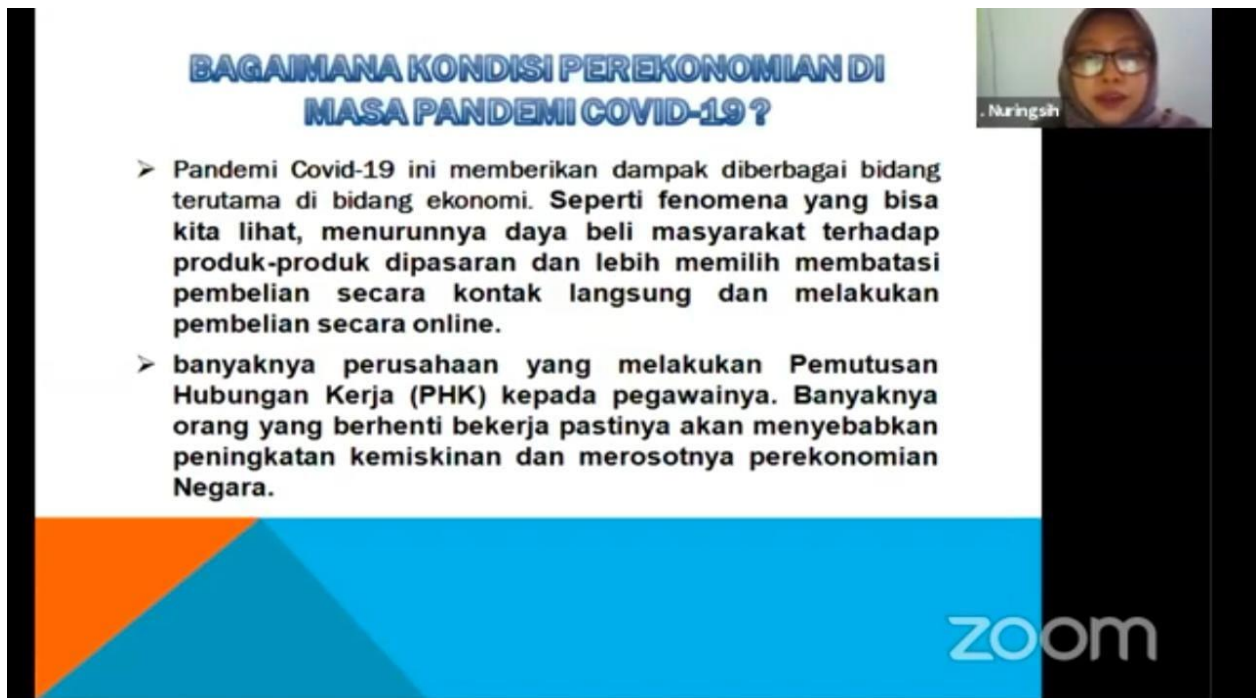 BAGAIMANA KONDISI PEREKONOMIAN DI
MASA PANDEMI COVID-19 ?
. Nuringsih
➢ Pandemi Covid-19 ini memberikan dampak diberbagai bidang
terutama di bidang ekonomi. Seperti fenomena yang bisa
kita lihat, menurunnya daya beli masyarakat terhadap
produk-produk dipasaran dan lebih memilih membatasi
pembelian secara kontak langsung dan melakukan
pembelian secara online.
➢ banyaknya perusahaan yang melakukan Pemutusan
Hubungan Kerja (PHK) kepada pegawainya. Banyaknya
orang yang berhenti bekerja pastinya akan menyebabkan
peningkatan kemiskinan dan merosotnya perekonomian
Negara.
zoom